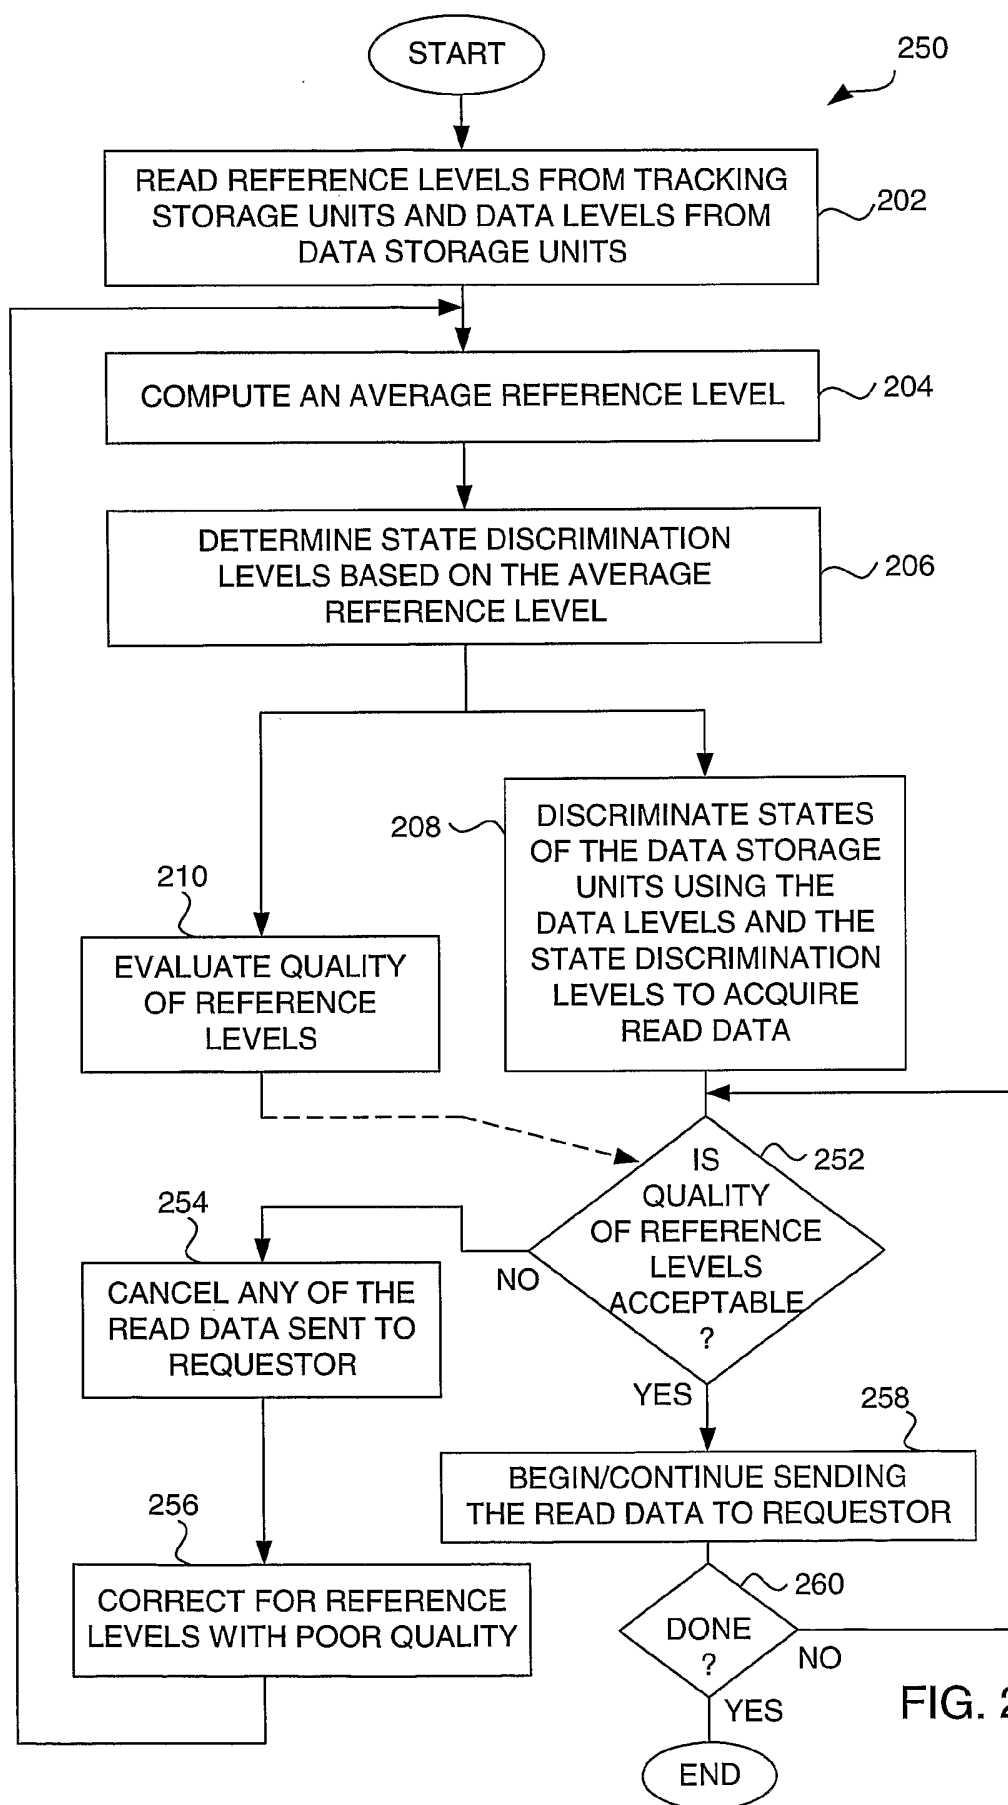 START
250
READ REFERENCE LEVELS FROM TRACKING
STORAGE UNITS AND DATA LEVELS FROM
DATA STORAGE UNITS
202
COMPUTE AN AVERAGE REFERENCE LEVEL
204
DETERMINE STATE DISCRIMINATION
LEVELS BASED ON THE AVERAGE
REFERENCE LEVEL
206
208
DISCRIMINATE STATES
OF THE DATA STORAGE
UNITS USING THE
DATA LEVELS AND THE
STATE DISCRIMINATION
LEVELS TO ACQUIRE
READ DATA
210
EVALUATE QUALITY
OF REFERENCE
LEVELS
IS
QUALITY
OF REFERENCE
LEVELS
ACCEPTABLE
?
252
NO
YES
254
CANCEL ANY OF THE
READ DATA SENT TO
REQUESTOR
256
CORRECT FOR REFERENCE
LEVELS WITH POOR QUALITY
258
BEGIN/CONTINUE SENDING
THE READ DATA TO REQUESTOR
260
DONE
?
NO
YES
END
FIG. 2